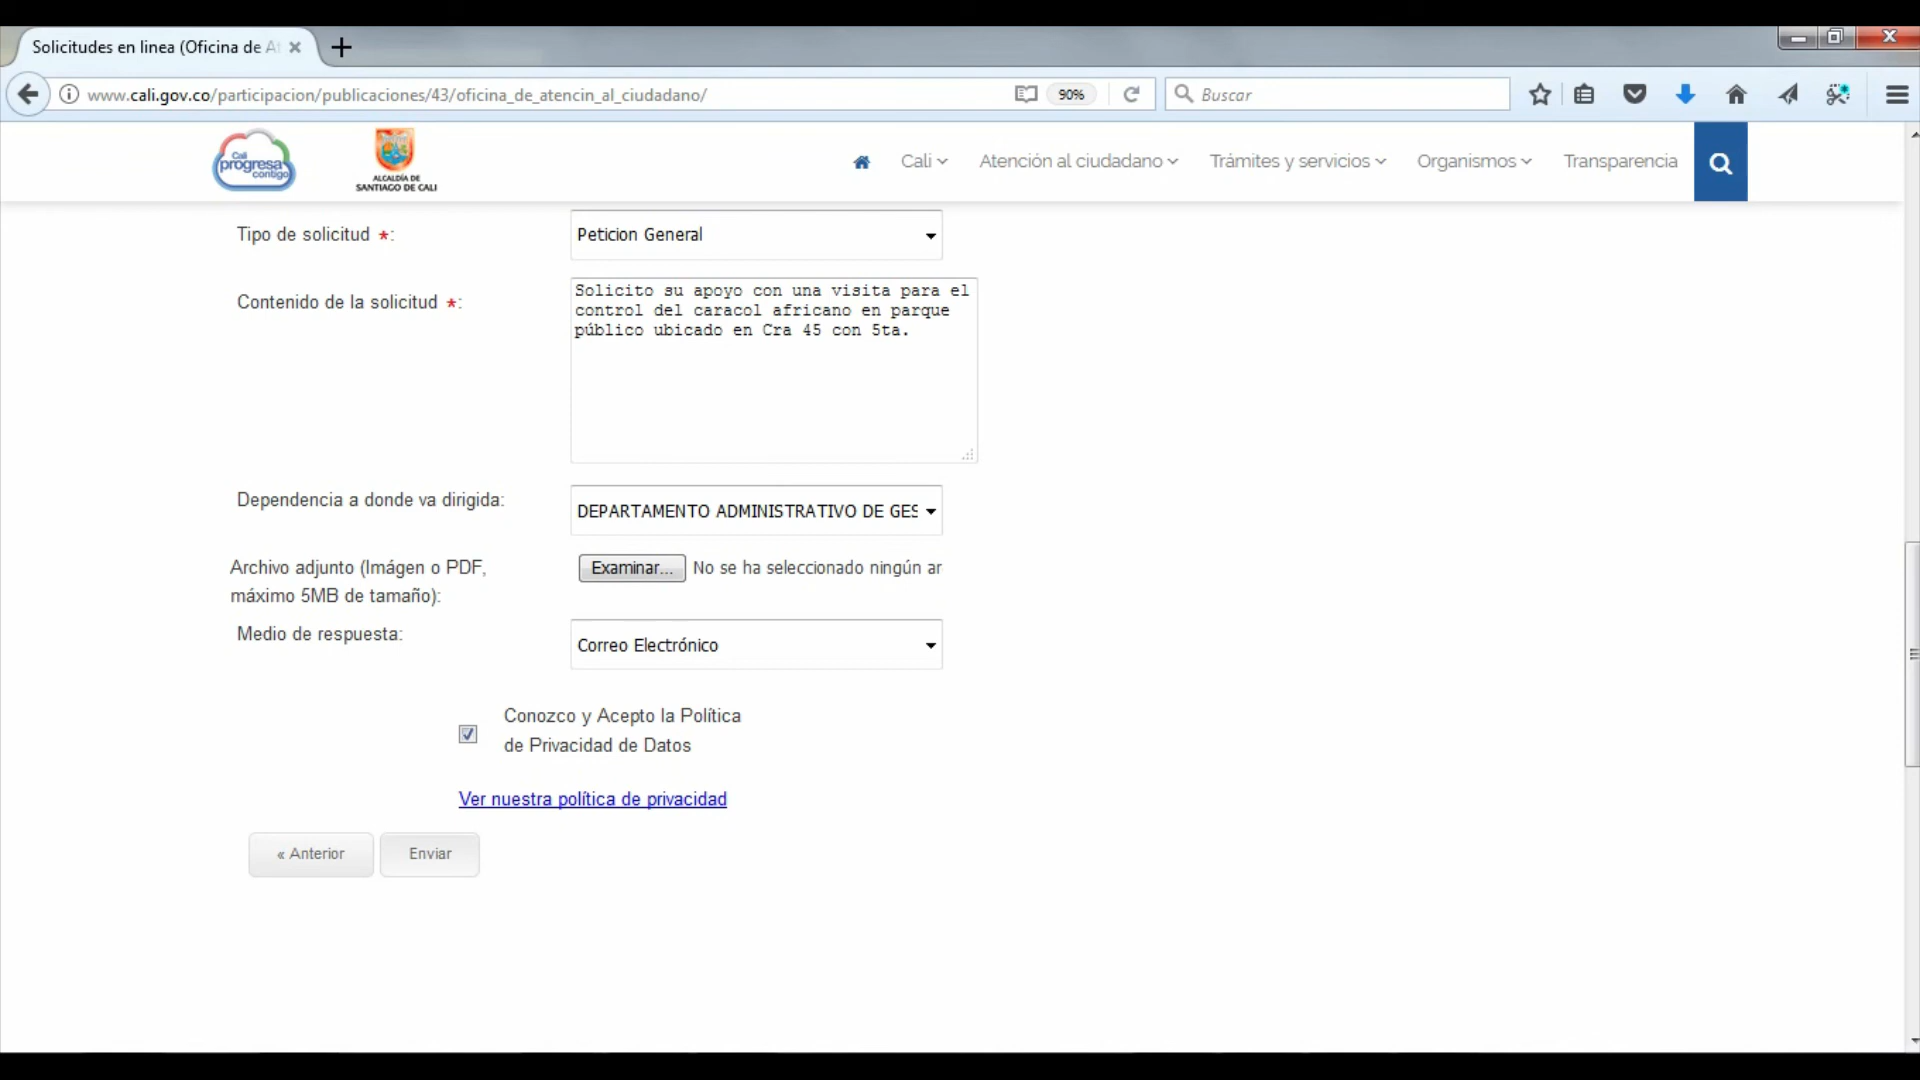 Solicitudes en linea (Oficina de At
www.cali.gov.co/participacion/publicaciones/43/oficina_de_atencin_al_ciudadano/
90%
Buscar
Cali progresa contigo
ALCALDÍA DE
SANTIAGO DE CALI
Cali
Atención al ciudadano
Trámites y servicios
Organismos
Transparencia
Tipo de solicitud *:
Peticion General
Contenido de la solicitud *:
Solicito su apoyo con una visita para el
control del caracol africano en parque
público ubicado en Cra 45 con 5ta.
Dependencia a donde va dirigida:
DEPARTAMENTO ADMINISTRATIVO DE GES
Archivo adjunto (Imágen o PDF,
máximo 5MB de tamaño):
Examinar...
No se ha seleccionado ningún ar
Medio de respuesta:
Correo Electrónico
Conozco y Acepto la Política
de Privacidad de Datos
Ver nuestra política de privacidad
« Anterior
Enviar